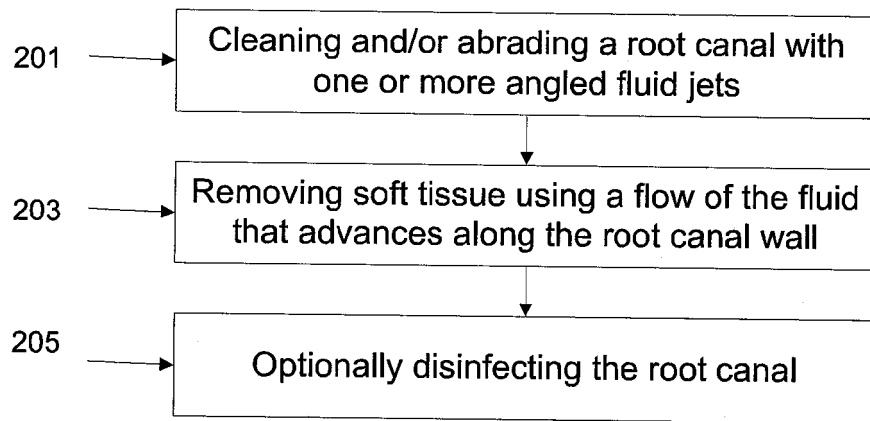 201
Cleaning and/or abrading a root canal with
one or more angled fluid jets
203
Removing soft tissue using a flow of the fluid
that advances along the root canal wall
205
Optionally disinfecting the root canal